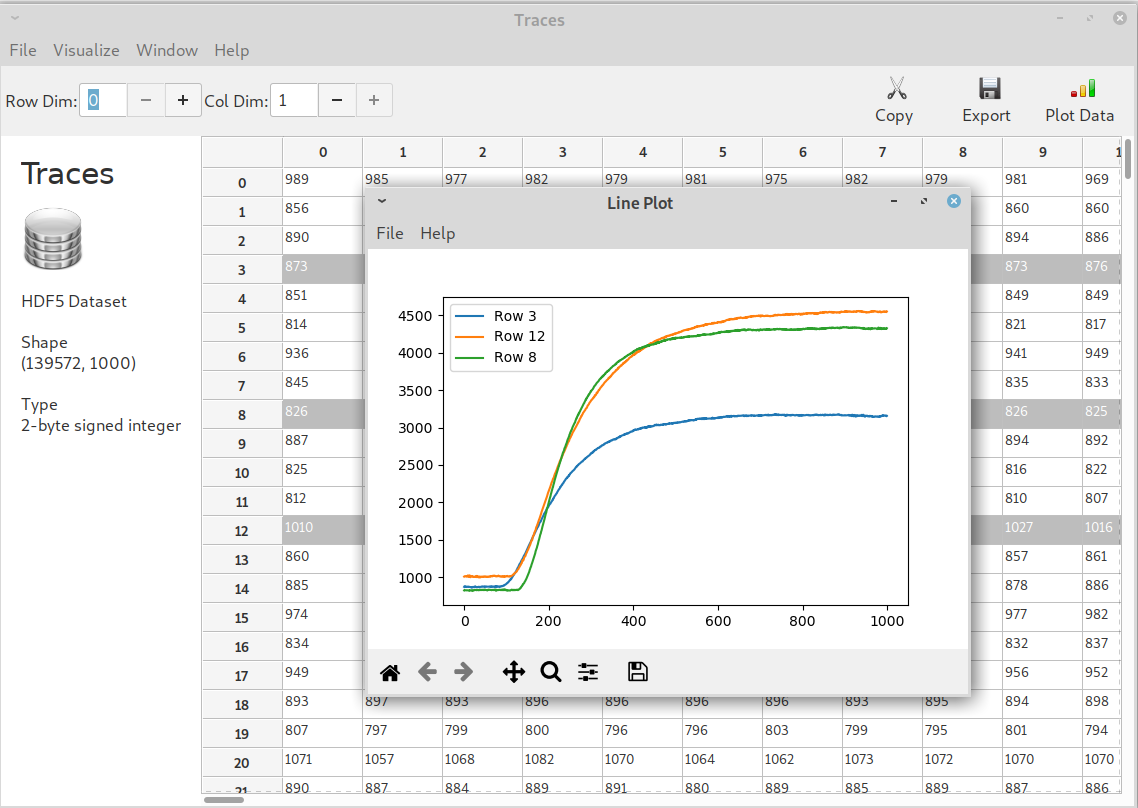 Traces
File Visualize Window Help
Row Dim: 0 − + Col Dim: 1 − +
Copy Export Plot Data
Traces
HDF5 Dataset
Shape
(139572, 1000)
Type
2-byte signed integer
0 1 2 3 4 5 6 7 8 9
0 989 985 977 982 979 981 975 982 979 981 969
1 856 860 860
2 890 894 886
3 873 873 876
4 851 849 849
5 814 821 817
6 936 941 949
7 845 835 833
8 826 826 825
9 887 894 892
10 825 816 822
11 812 810 807
12 1010 1027 1016
13 860 857 861
14 885 878 886
15 974 977 982
16 834 832 837
17 949 956 952
18 893 897 893 896 896 896 896 893 895 894 898
19 807 797 799 800 796 796 803 799 795 801 794
20 1071 1057 1068 1082 1070 1064 1062 1073 1072 1070 1070
21 890 887 884 889 891 880 889 885 889 887 886
Line Plot
File Help
Row 3
Row 12
Row 8
4500
4000
3500
3000
2500
2000
1500
1000
0 200 400 600 800 1000